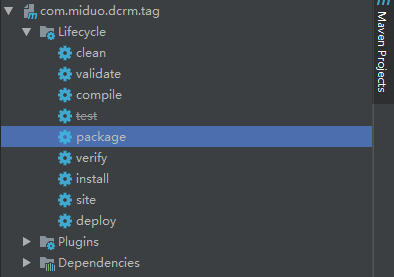 com.miduo.dcrm.tag
Lifecycle
clean
validate
compile
test
package
verify
install
site
deploy
Plugins
Dependencies
Maven Projects